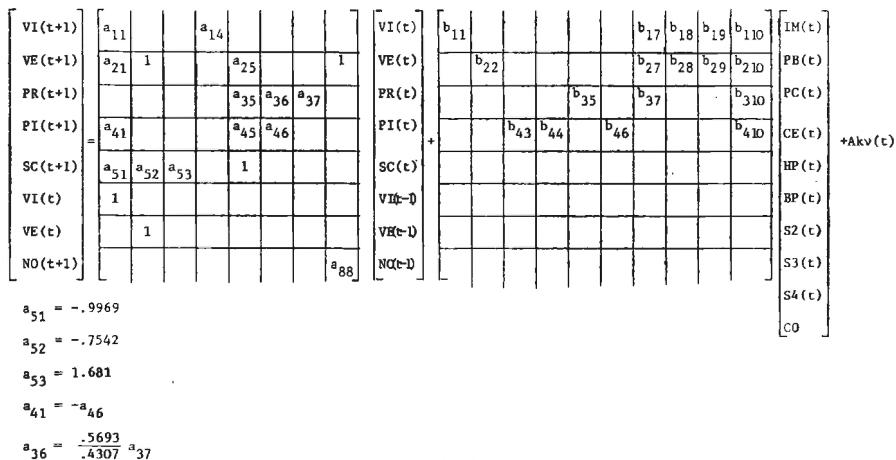 VI(t+1) a11 a14 VI(t) b11 b17 b18 b19 b110 IM(t)
VE(t+1) a21 1 a25 1 VE(t) b22 b27 b28 b29 b210 PB(t)
PR(t+1) a35 a36 a37 PR(t) b35 b37 b310 PC(t)
PI(t+1) a41 a45 a46 PI(t) b43 b44 b46 b410 CE(t)
= + +Akν(t)
SC(t+1) a51 a52 a53 1 SC(t) HP(t)
VI(t) 1 VI(t-1) BP(t)
VE(t) 1 VE(t-1) S2(t)
NO(t+1) a88 NO(t-1) S3(t)
S4(t)
CO
a51 = -.9969
a52 = -.7542
a53 = 1.681
a41 = -a46
a36 = .5693/.4307 a37